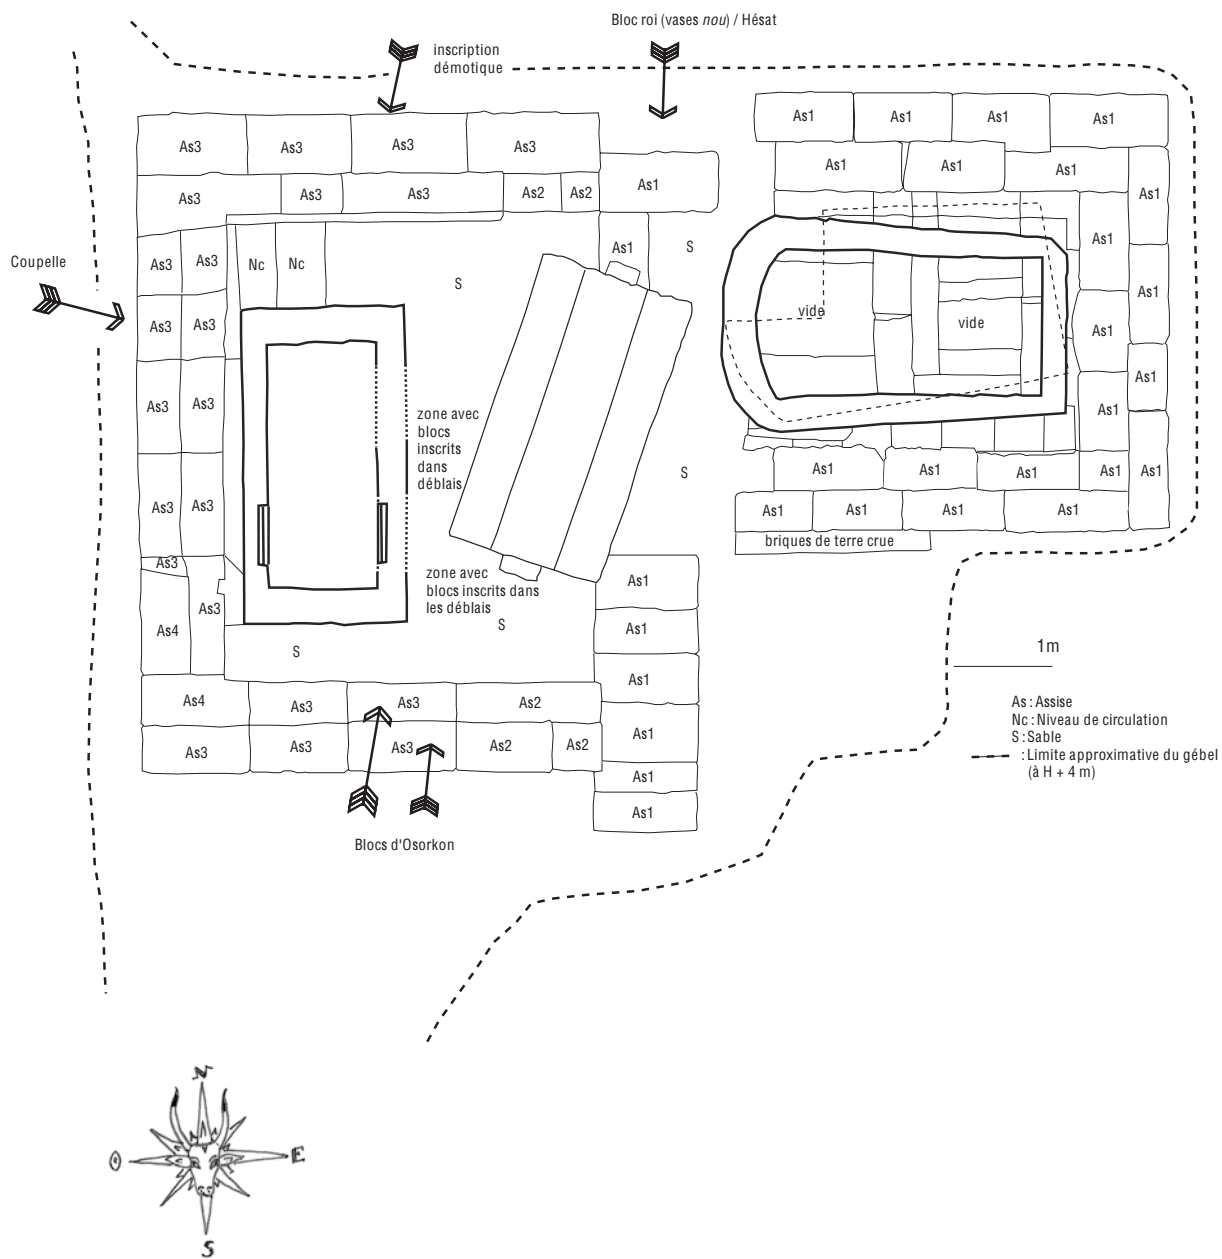 Bloc roi (vases nou) / Hésat
inscription
démotique
As1 As1 As1 As1
As3 As3 As3 As3
As1 As1 As1
As3 As3 As3 As2 As2 As1
As1
As1
As1 S
Coupelle
As3 As3 Nc Nc
S
As1
vide vide
As3 As3
As1
As1
As3 As3
zone avec
blocs
inscrits
dans
déblais
As1
As1 As1 As1 As1 As1
S
As3 As3
As1 As1 As1 As1
briques de terre crue
As3
zone avec
blocs inscrits dans
les déblais
As1
As3
As4
S
As1
S
1m
As4 As3 As3 As2
As1
As3 As3 As3 As2 As2
As1
As1
As1
As : Assise
Nc : Niveau de circulation
S : Sable
: Limite approximative du gébel
(à H + 4 m)
Blocs d'Osorkon
N
O E
S